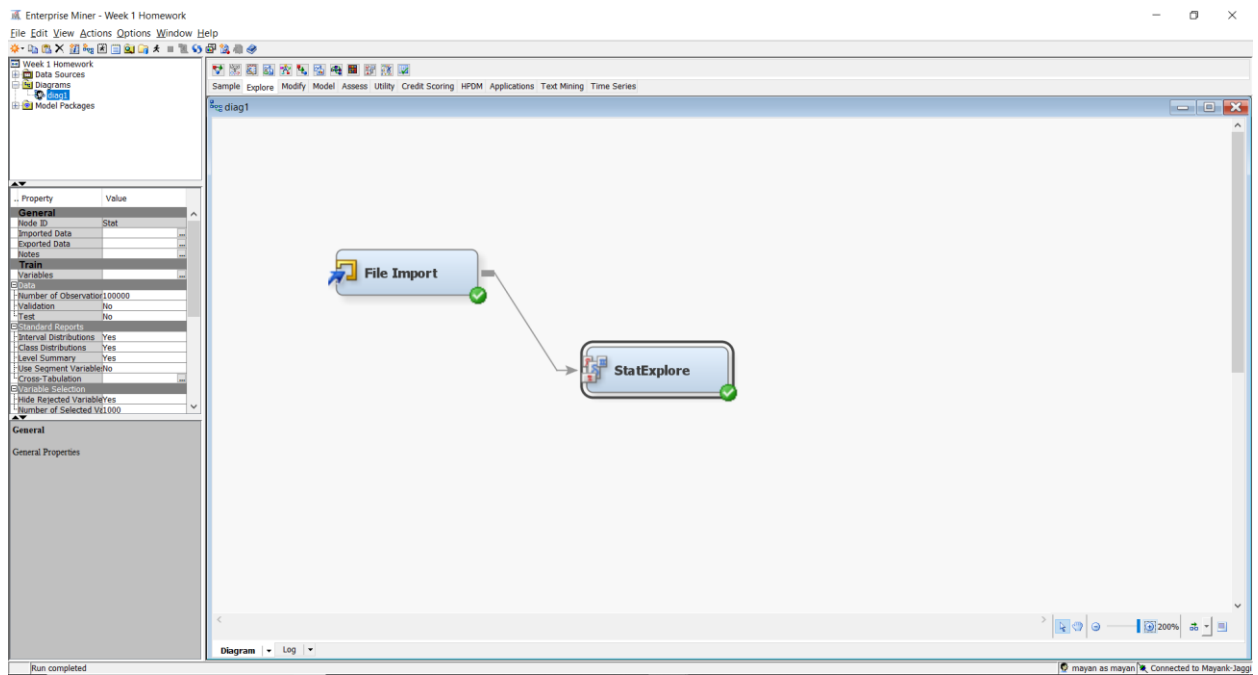 Enterprise Miner - Week 1 Homework
File Edit View Actions Options Window Help
Week 1 Homework
Data Sources
Diagrams
diag1
Model Packages
Sample Explore Modify Model Assess Utility Credit Scoring HPDM Applications Text Mining Time Series
diag1
.. Property Value
General
Node ID Stat
Imported Data ...
Exported Data ...
Notes ...
Train
Variables ...
Data
Number of Observation 100000
Validation No
Test No
Standard Reports
Interval Distributions Yes
Class Distributions Yes
Level Summary Yes
Use Segment Variables No
Cross-Tabulation ...
Variable Selection
Hide Rejected Variable Yes
Number of Selected Va 1000
General
General Properties
File Import
StatExplore
200%
Diagram Log
Run completed
mayan as mayan Connected to Mayank-Jaggi